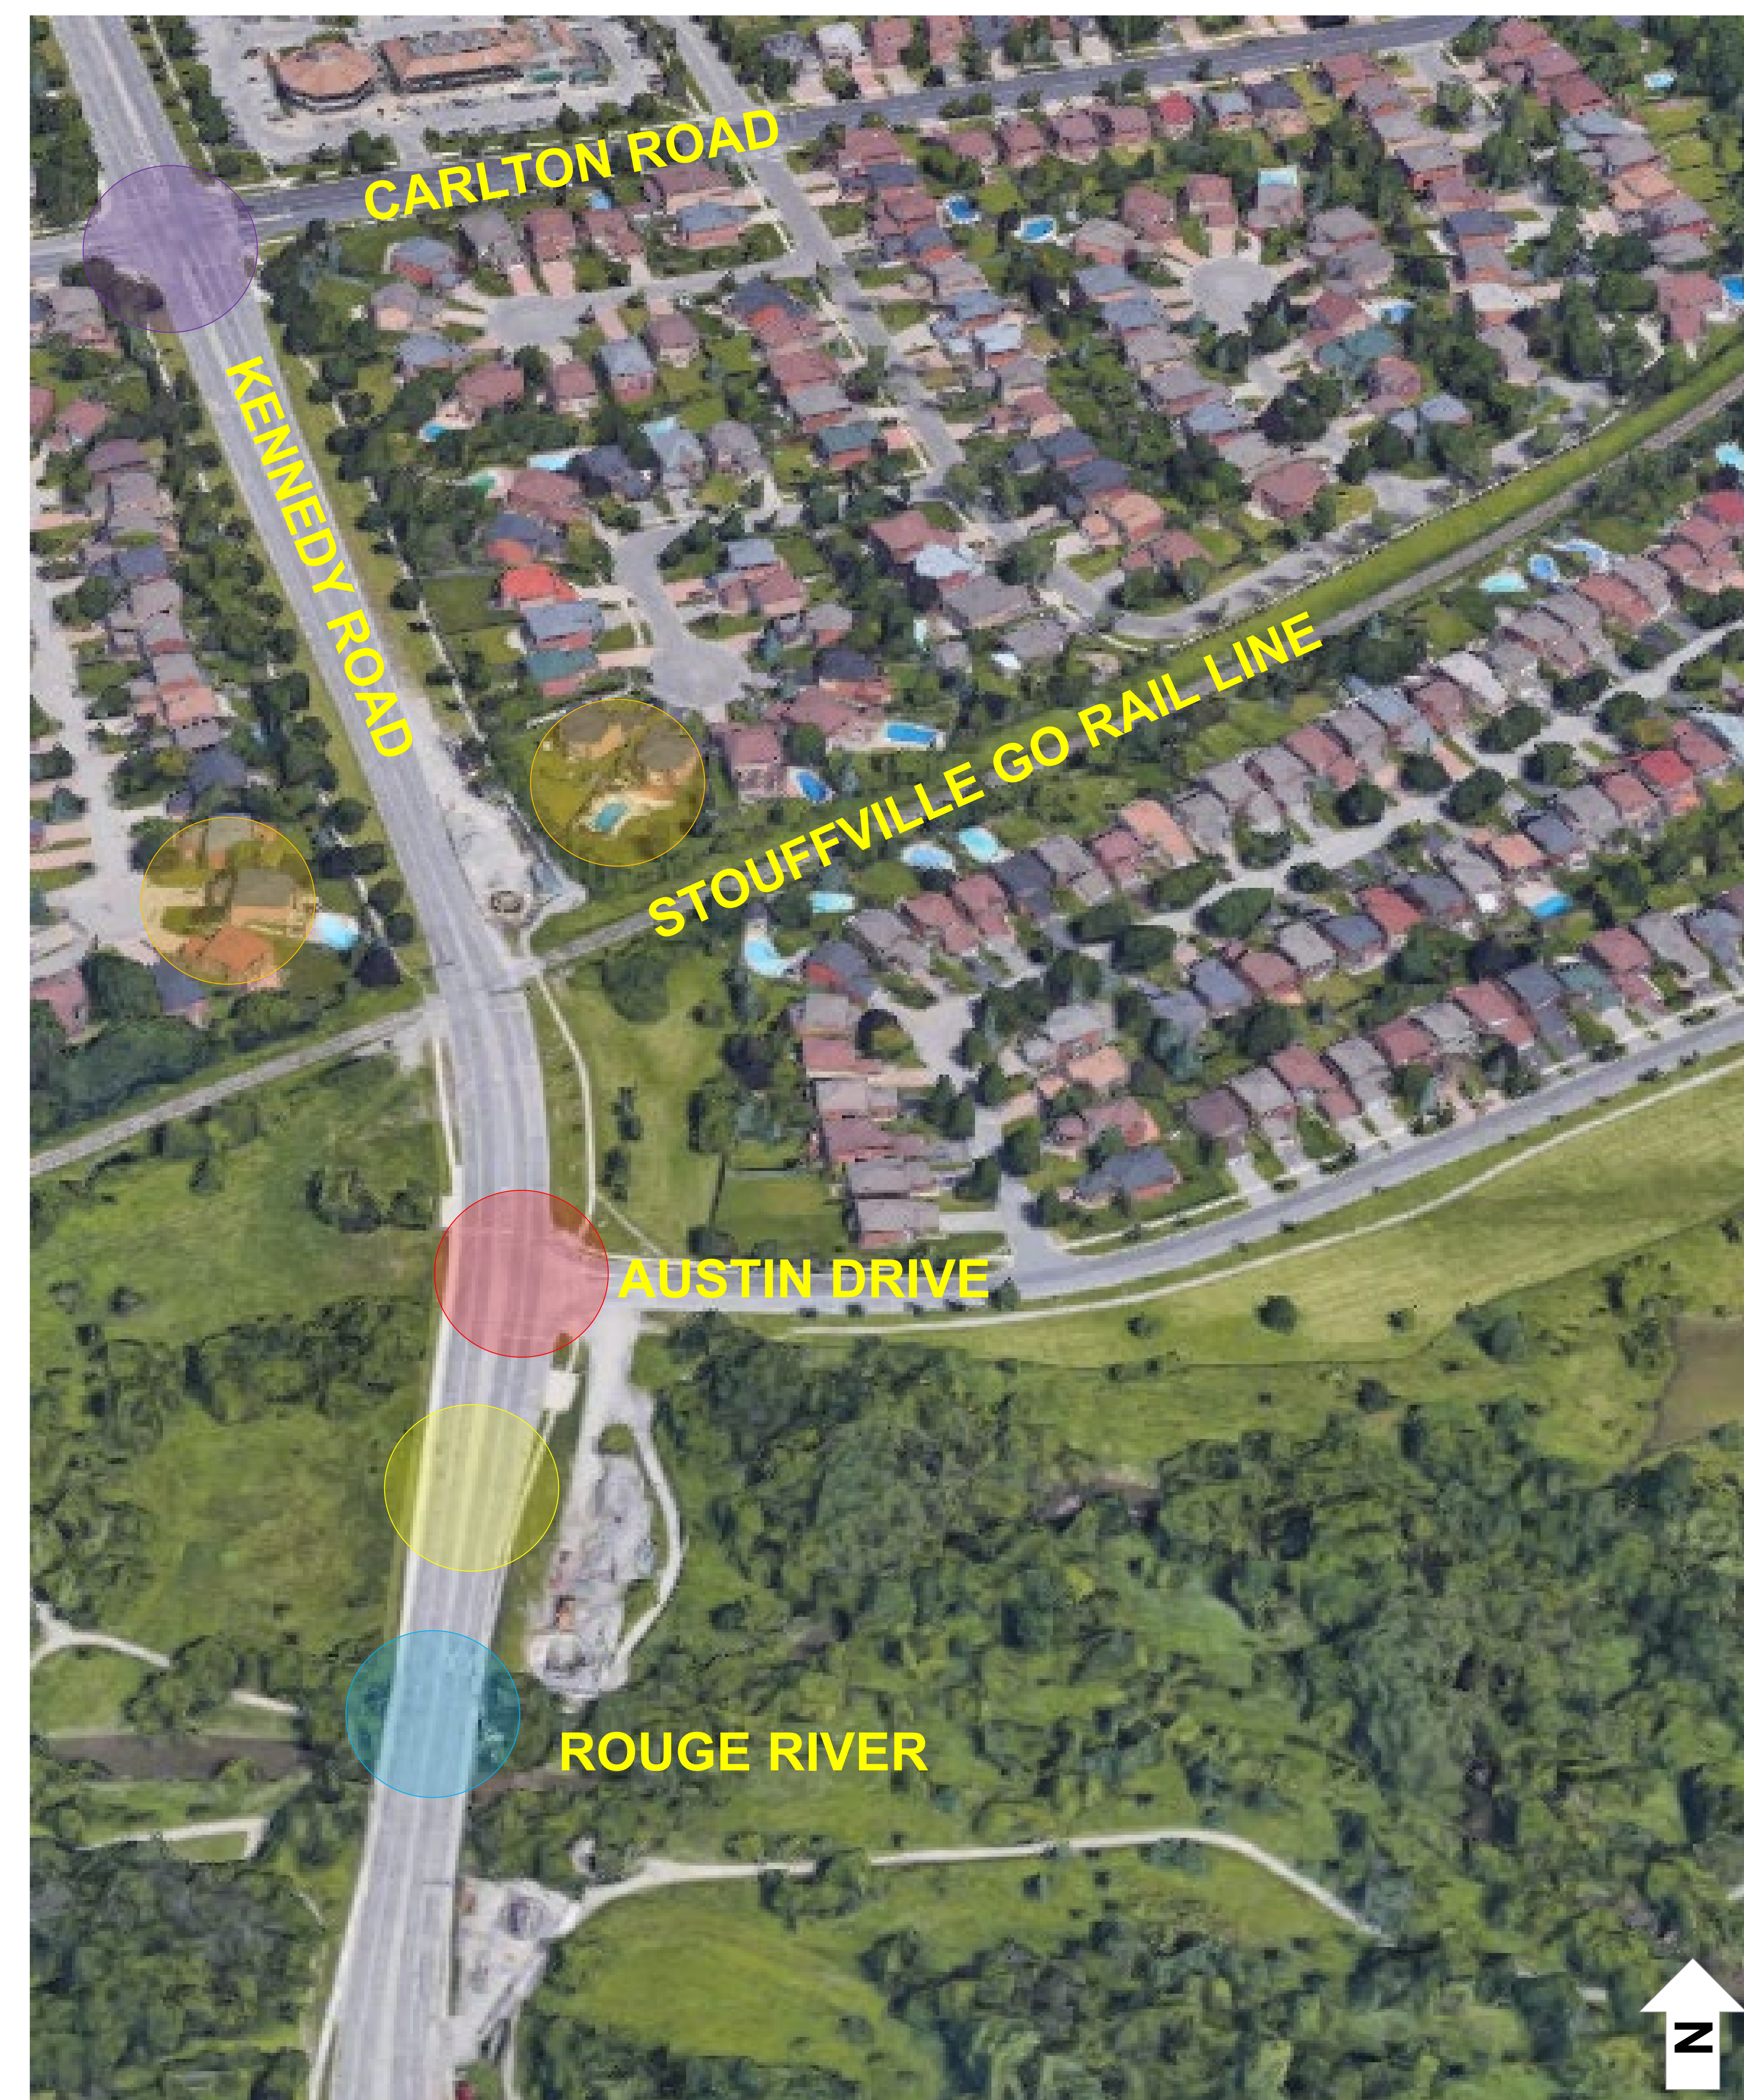 CARLTON ROAD
KENNEDY ROAD
STOUFFVILLE GO RAIL LINE
AUSTIN DRIVE
ROUGE RIVER
N